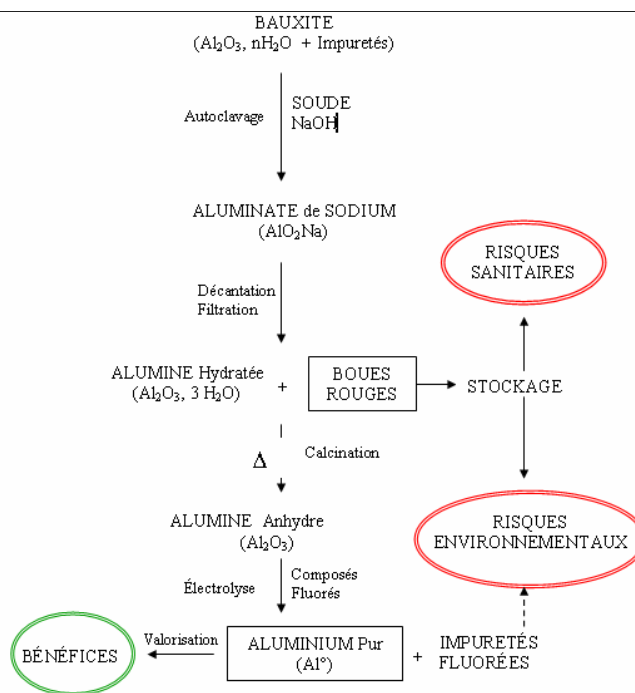 BAUXITE
(Al₂O₃, nH₂O + Impuretés)
Autoclavage
SOUDE
NaOH
ALUMINATE de SODIUM
(AlO₂Na)
RISQUES
SANITAIRES
Décantation
Filtration
ALUMINE Hydratée
(Al₂O₃, 3 H₂O)
+
BOUES
ROUGES
STOCKAGE
Δ
Calcination
ALUMINE Anhydre
(Al₂O₃)
RISQUES
ENVIRONNEMENTAUX
Électrolyse
Composés
Fluorés
BÉNÉFICES
Valorisation
ALUMINIUM Pur
(Al°)
+
IMPURETÉS
FLUORÉES